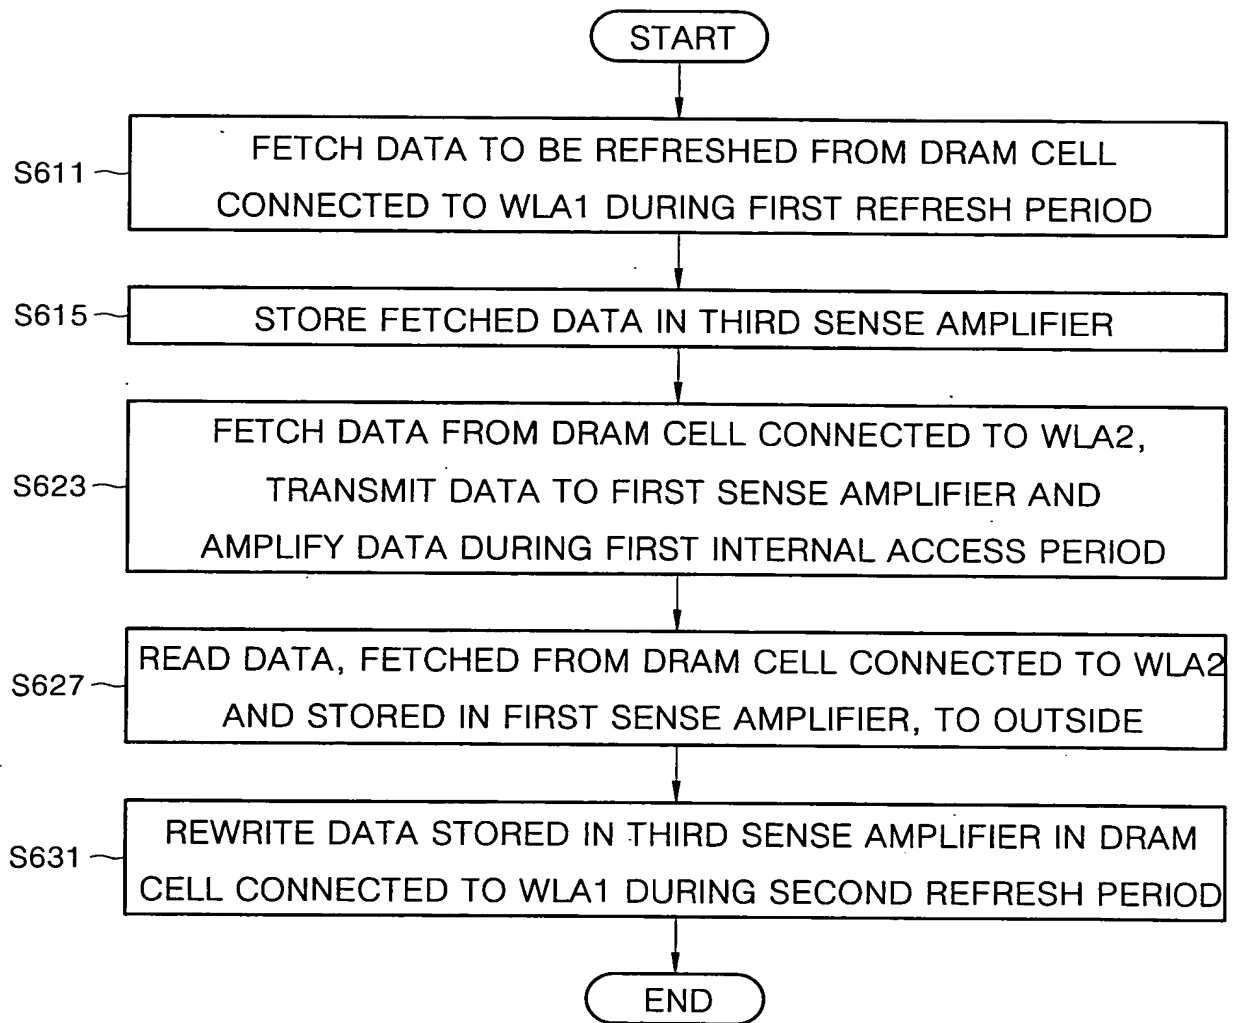 START
S611
FETCH DATA TO BE REFRESHED FROM DRAM CELL
CONNECTED TO WLA1 DURING FIRST REFRESH PERIOD
S615
STORE FETCHED DATA IN THIRD SENSE AMPLIFIER
FETCH DATA FROM DRAM CELL CONNECTED TO WLA2,
S623
TRANSMIT DATA TO FIRST SENSE AMPLIFIER AND
AMPLIFY DATA DURING FIRST INTERNAL ACCESS PERIOD
S627
READ DATA, FETCHED FROM DRAM CELL CONNECTED TO WLA2
AND STORED IN FIRST SENSE AMPLIFIER, TO OUTSIDE
S631
REWRITE DATA STORED IN THIRD SENSE AMPLIFIER IN DRAM
CELL CONNECTED TO WLA1 DURING SECOND REFRESH PERIOD
END